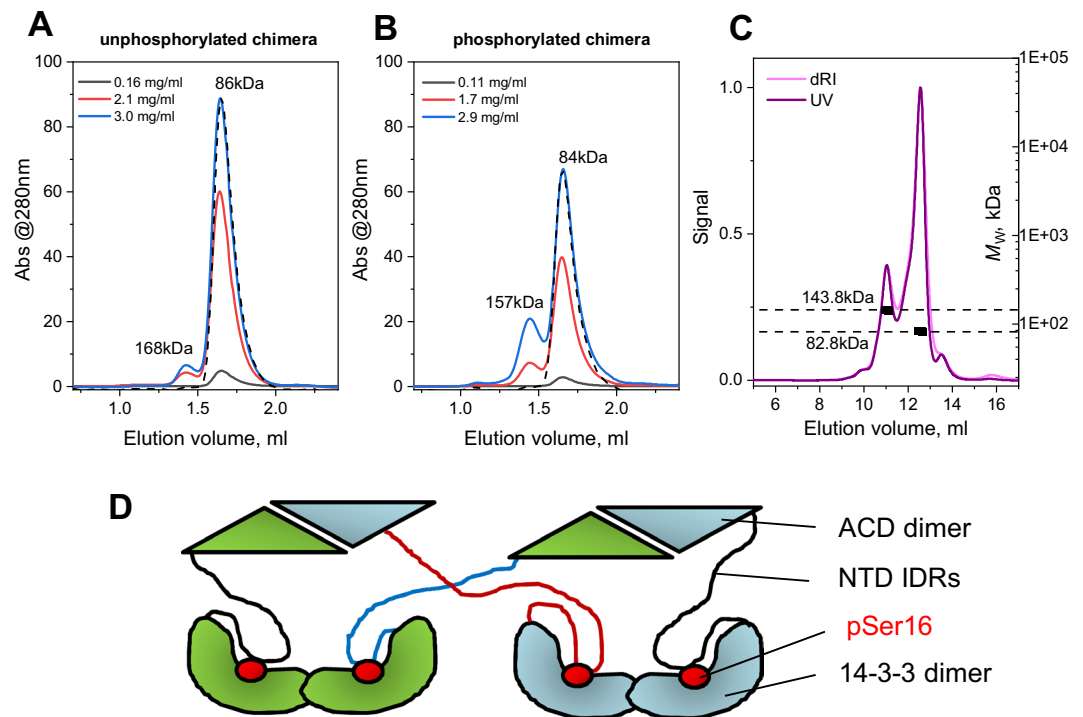 A
unphosphorylated chimera
100
80
60
40
20
0
Abs @280nm
0.16 mg/ml
2.1 mg/ml
3.0 mg/ml
86kDa
168kDa
1.0
1.5
2.0
Elution volume, ml
B
phosphorylated chimera
100
80
60
40
20
0
Abs @280nm
0.11 mg/ml
1.7 mg/ml
2.9 mg/ml
84kDa
157kDa
1.0
1.5
2.0
Elution volume, ml
C
1.0
0.5
0.0
Signal
dRI
UV
143.8kDa
82.8kDa
1E+05
1E+04
1E+03
1E+02
Mw, kDa
6
8
10
12
14
16
Elution volume, ml
D
ACD dimer
NTD IDRs
pSer16
14-3-3 dimer